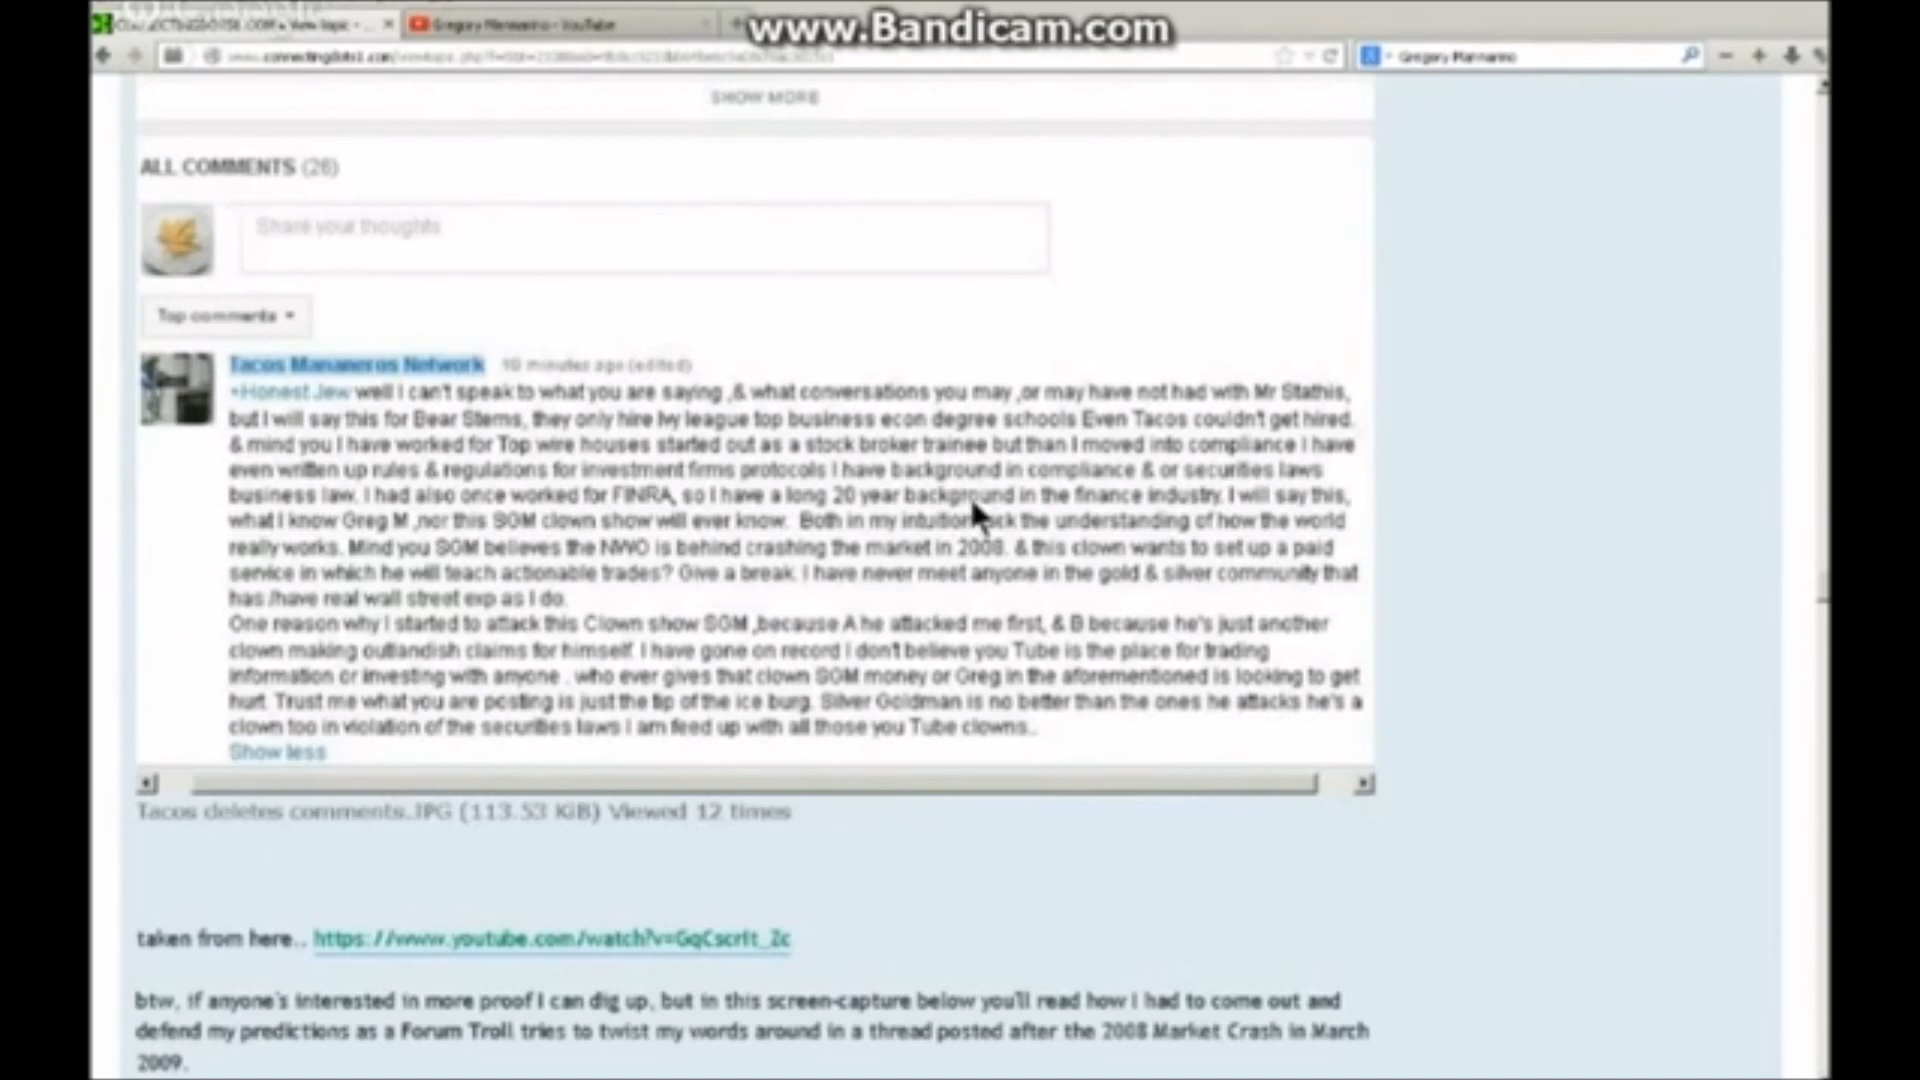 www.Bandicam.com
Gregory Mannarino - YouTube
Gregory Mannarino
SHOW MORE
ALL COMMENTS (26)
Share your thoughts
Top comments
Tacos Mananeros Network minutes ago (edited)
+Honest Jew well I can't speak to what you are saying ,& what conversations you may ,or may have not had with Mr Stathis,
but I will say this for Bear Sterns, they only hire Ivy league top business econ degree schools Even Tacos couldn't get hired.
& mind you I have worked for Top wire houses started out as a stock broker trainee but than I moved into compliance I have
even written up rules & regulations for investment firms protocols I have background in compliance & or securities laws
business law. I had also once worked for FINRA, so I have a long 20 year background in the finance industry. I will say this,
what I know Greg M ,nor this SGM clown show will ever know. Both in my intuition the understanding of how the world
really works. Mind you SGM believes the NWO is behind crashing the market in 2008. & this clown wants to set up a paid
service in which he will teach actionable trades? Give a break. I have never meet anyone in the gold & silver community that
has /have real wall street exp as I do.
One reason why I started to attack this Clown show SGM ,because A he attacked me first, & B because he's just another
clown making outlandish claims for himself. I have gone on record I don't believe you Tube is the place for trading
information or investing with anyone . who ever gives that clown SGM money or Greg in the aforementioned is looking to get
hurt. Trust me what you are posting is just the tip of the ice burg. Silver Goldman is no better than the ones he attacks he's a
clown too in violation of the securities laws I am feed up with all those you Tube clowns..
Show less
Tacos deletes comments.JPG (113.53 KiB) Viewed 12 times
taken from here.. https://www.youtube.com/watch?v=GqCscrIt_Zc
btw, if anyone's interested in more proof I can dig up, but in this screen-capture below you'll read how I had to come out and
defend my predictions as a Forum Troll tries to twist my words around in a thread posted after the 2008 Market Crash in March
2009.